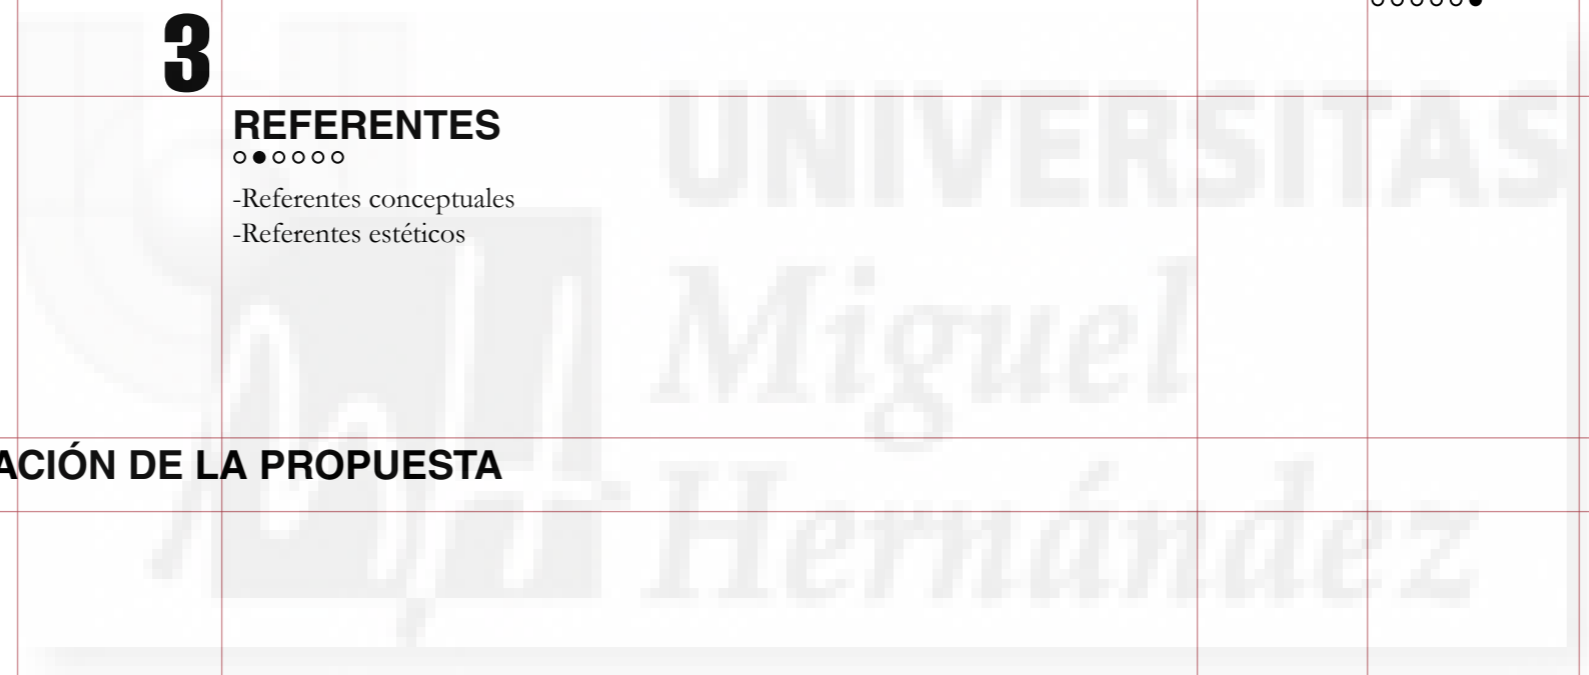 3
REFERENTES
-Referentes conceptuales
-Referentes estéticos
ACIÓN DE LA PROPUESTA
UNIVERSITAS
Miguel
Hernández